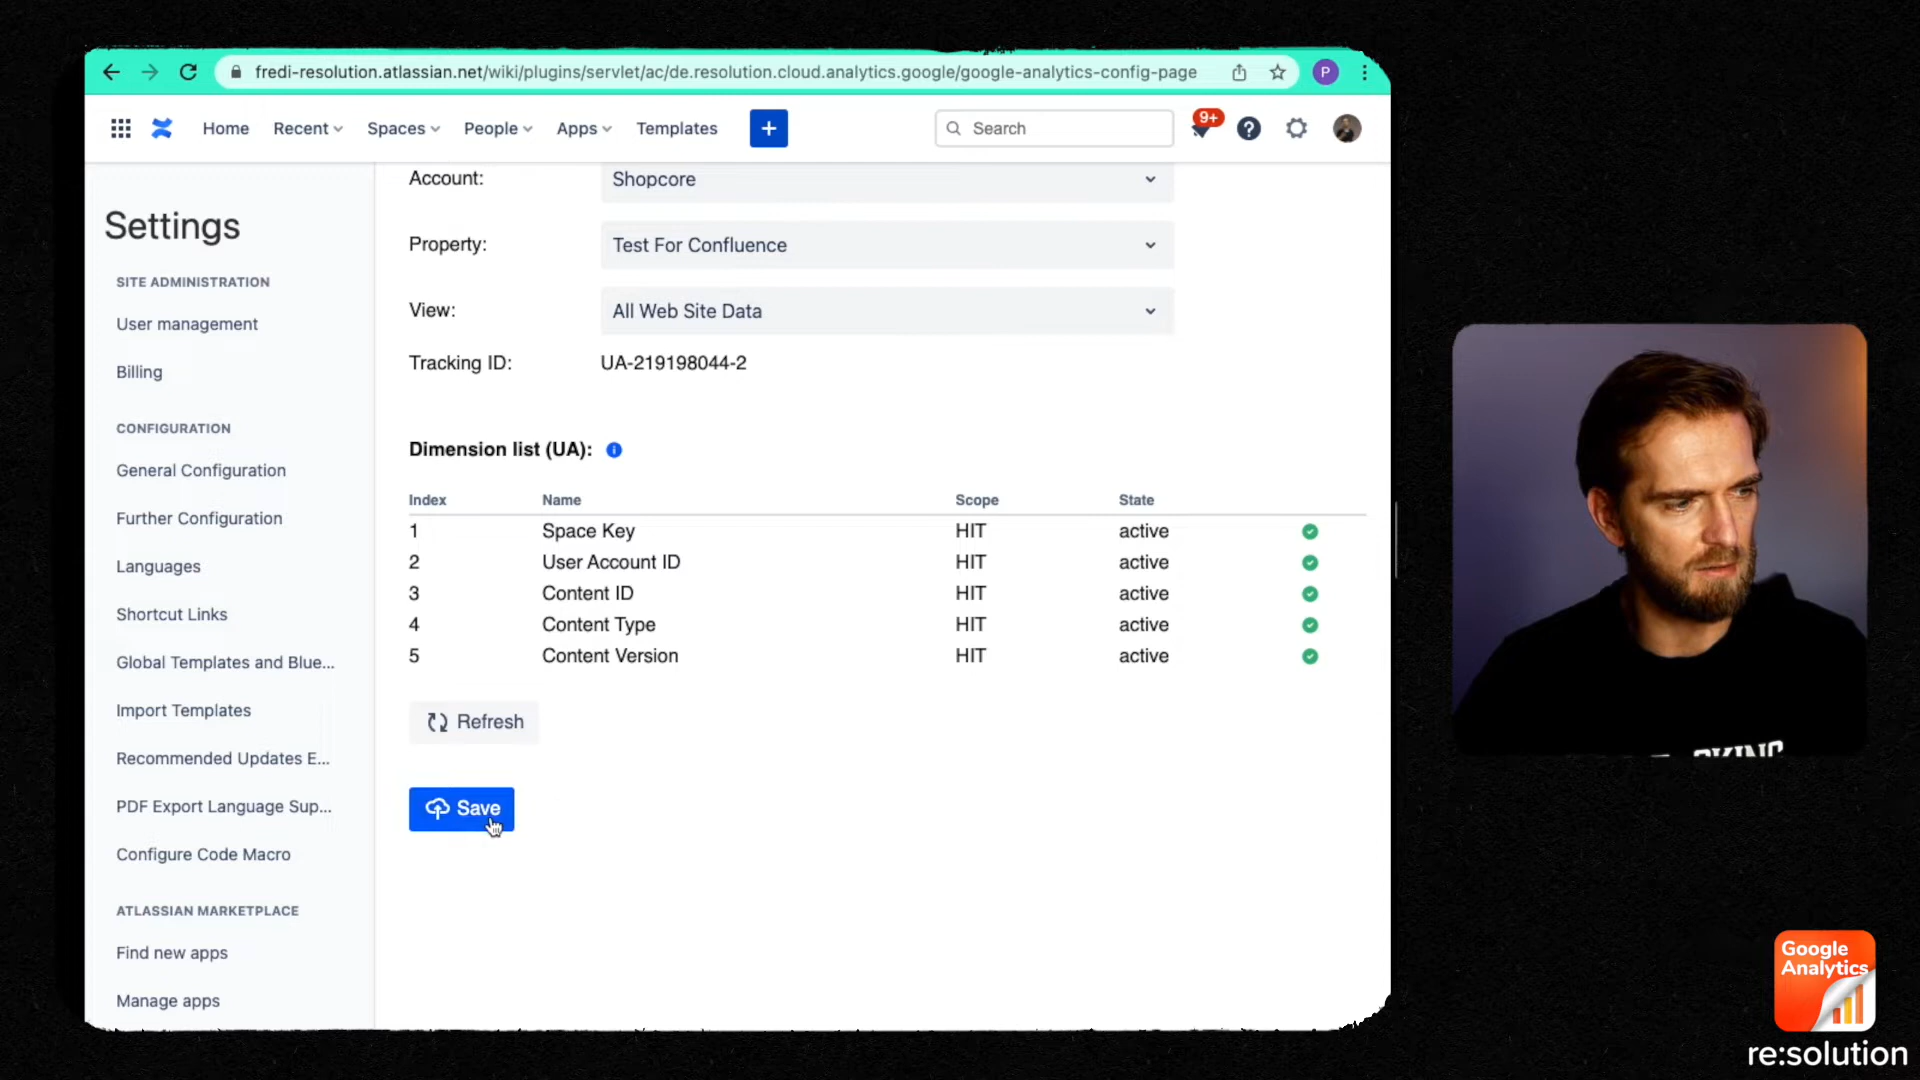 fredi-resolution.atlassian.net/wiki/plugins/servlet/ac/de.resolution.cloud.analytics.google/google-analytics-config-page
P
Home Recent Spaces People Apps Templates + Search 9+ ?
Settings
SITE ADMINISTRATION
User management
Billing
CONFIGURATION
General Configuration
Further Configuration
Languages
Shortcut Links
Global Templates and Blue...
Import Templates
Recommended Updates E...
PDF Export Language Sup...
Configure Code Macro
ATLASSIAN MARKETPLACE
Find new apps
Manage apps
Account: Shopcore
Property: Test For Confluence
View: All Web Site Data
Tracking ID: UA-219198044-2
Dimension list (UA): i
Index Name Scope State
1 Space Key HIT active
2 User Account ID HIT active
3 Content ID HIT active
4 Content Type HIT active
5 Content Version HIT active
Refresh
Save
Google
Analytics
re:solution